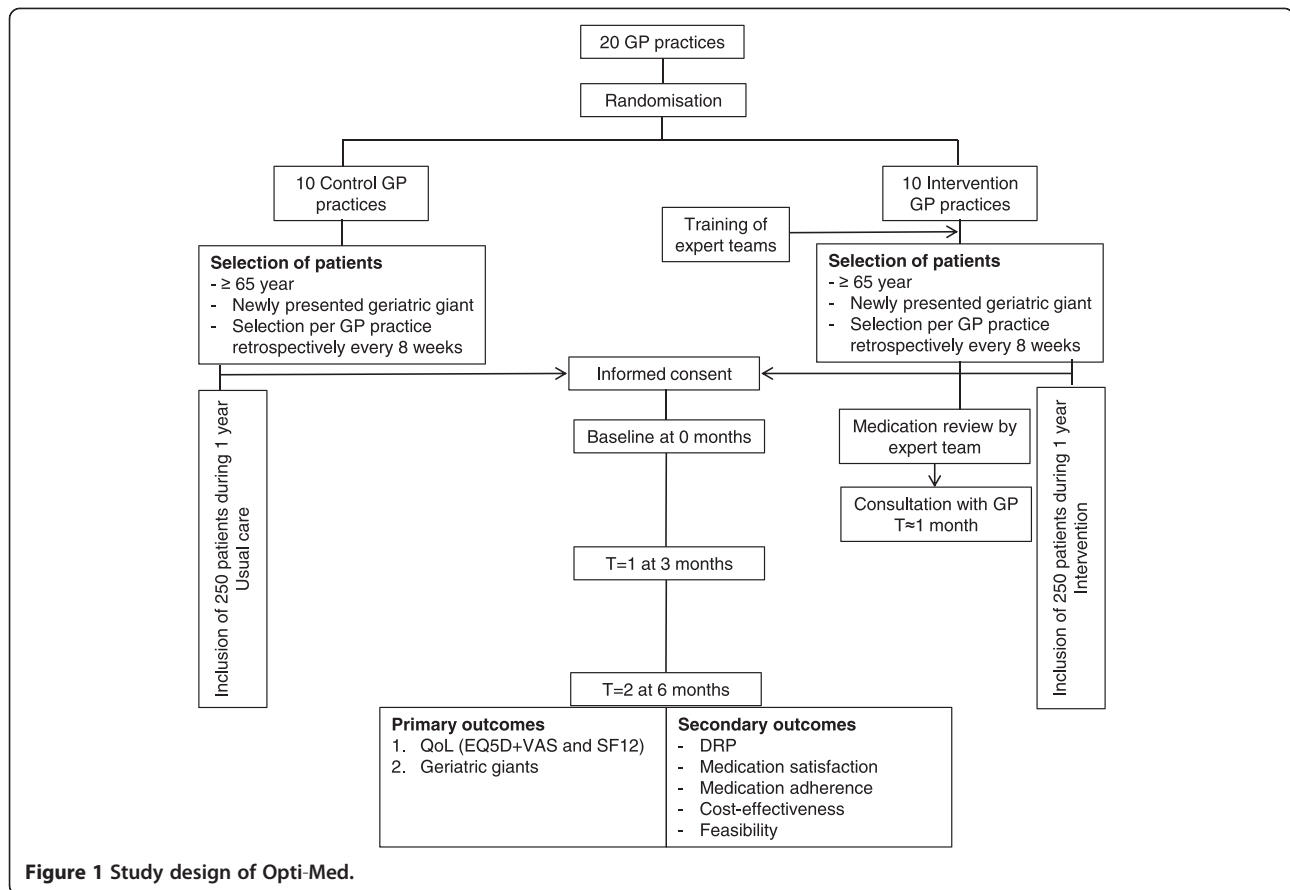 20 GP practices
Randomisation
10 Control GP
practices
10 Intervention
GP practices
Training of
expert teams
Selection of patients
- ≥ 65 year
- Newly presented geriatric giant
- Selection per GP practice
retrospectively every 8 weeks
Selection of patients
- ≥ 65 year
- Newly presented geriatric giant
- Selection per GP practice
retrospectively every 8 weeks
Informed consent
Inclusion of 250 patients during 1 year
Usual care
Baseline at 0 months
Medication review by
expert team
Consultation with GP
T≈1 month
Inclusion of 250 patients during 1 year
Intervention
T=1 at 3 months
T=2 at 6 months
Primary outcomes
1. QoL (EQ5D+VAS and SF12)
2. Geriatric giants
Secondary outcomes
- DRP
- Medication satisfaction
- Medication adherence
- Cost-effectiveness
- Feasibility
Figure 1 Study design of Opti-Med.